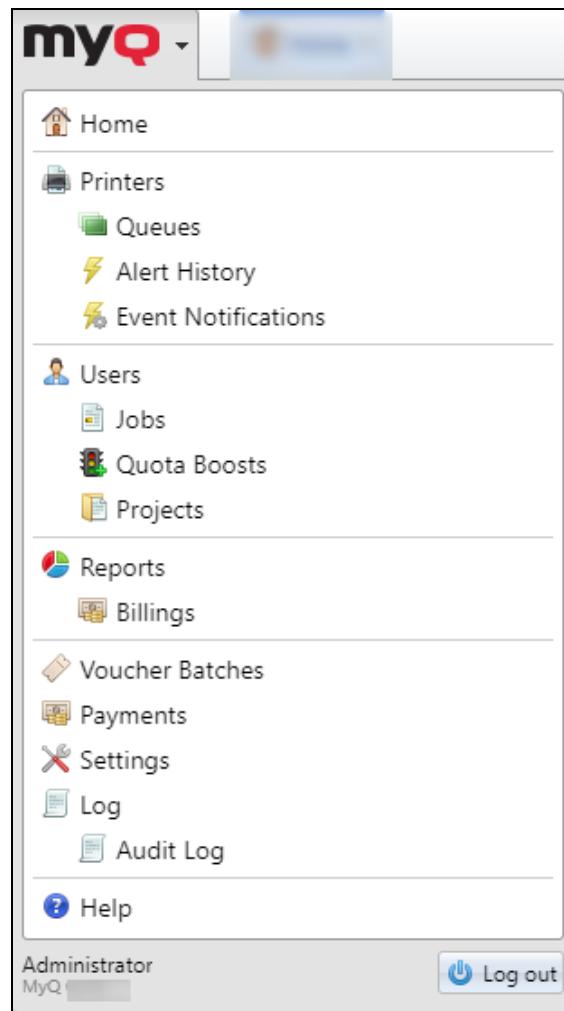 myQ
Home
Printers
Queues
Alert History
Event Notifications
Users
Jobs
Quota Boosts
Projects
Reports
Billings
Voucher Batches
Payments
Settings
Log
Audit Log
Help
Administrator
MyQ
Log out